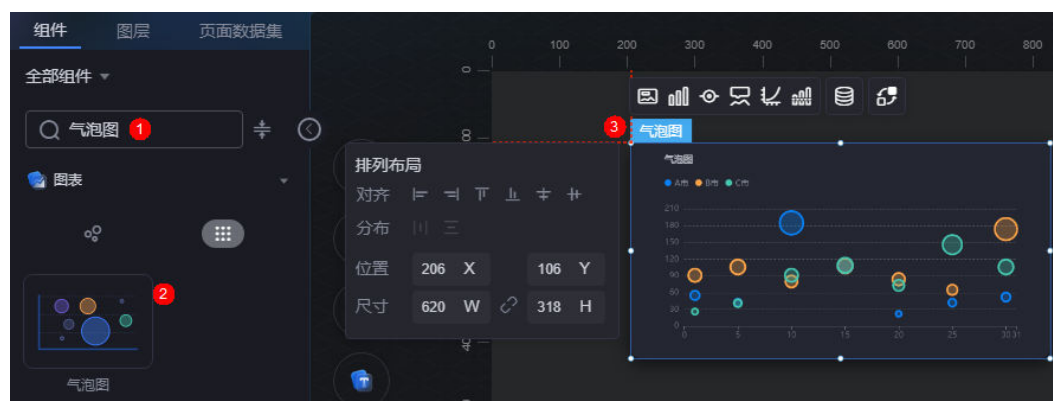 组件 图层 页面数据集
全部组件
气泡图 1
图表
2
气泡图
0 100 200 300 400 500 600 700 800
0
3 气泡图
排列布局
对齐
分布
位置 206 X 106 Y
尺寸 620 W 318 H
气泡图
A市 B市 C市
210
180
150
120
90
60
30
0
0 5 10 15 20 25 30 31
T